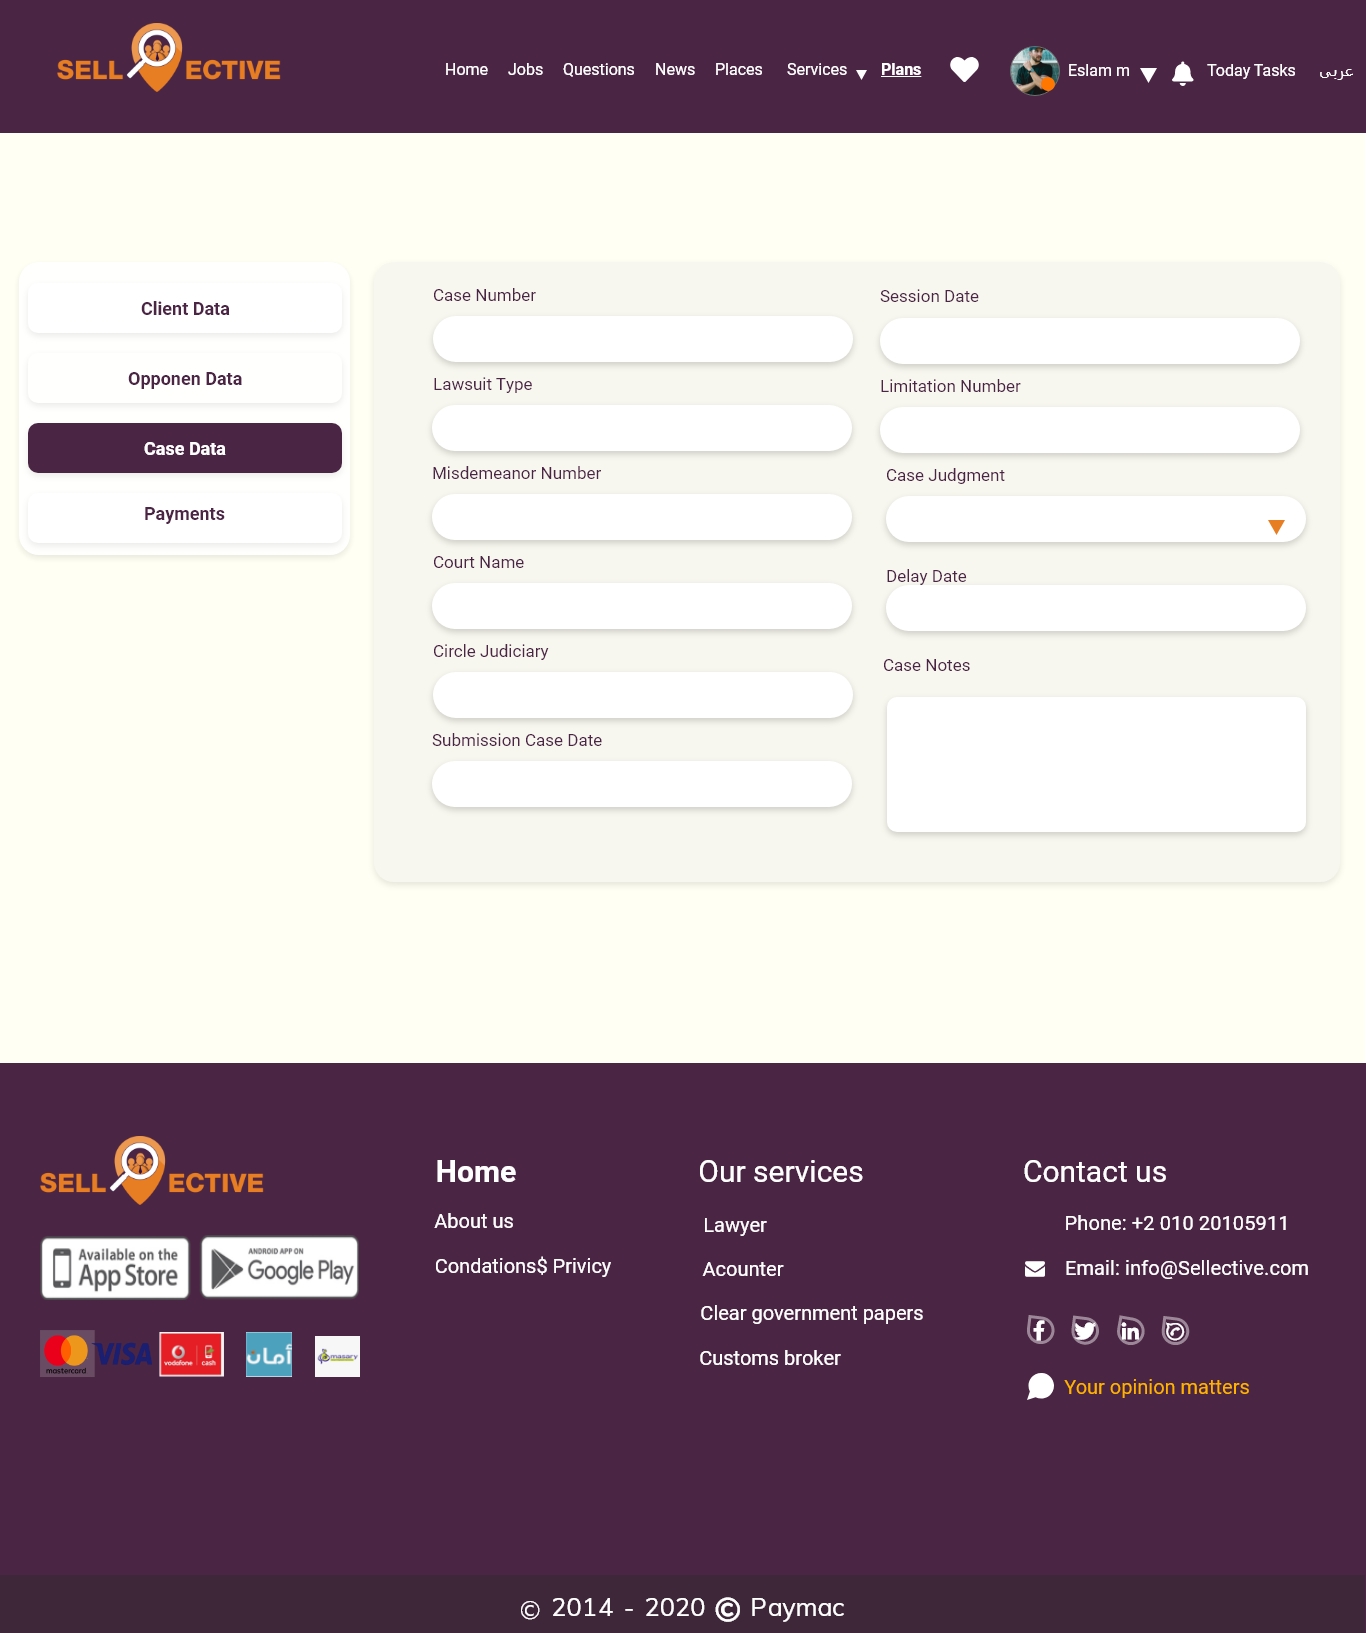 SELL ECTIVE
Home Jobs Questions News Places Services Plans Eslam m Today Tasks عربى
Client Data
Opponen Data
Case Data
Payments
Case Number
Session Date
Lawsuit Type
Limitation Number
Misdemeanor Number
Case Judgment
Court Name
Delay Date
Circle Judiciary
Case Notes
Submission Case Date
SELL ECTIVE
Available on the
App Store
ANDROID APP ON
Google Play
mastercard
VISA
vodafone cash
أمان
masary
Home
About us
Condations$ Privicy
Our services
Lawyer
Acounter
Clear government papers
Customs broker
Contact us
Phone: +2 010 20105911
Email: info@Sellective.com
Your opinion matters
© 2014 - 2020 © Paymac